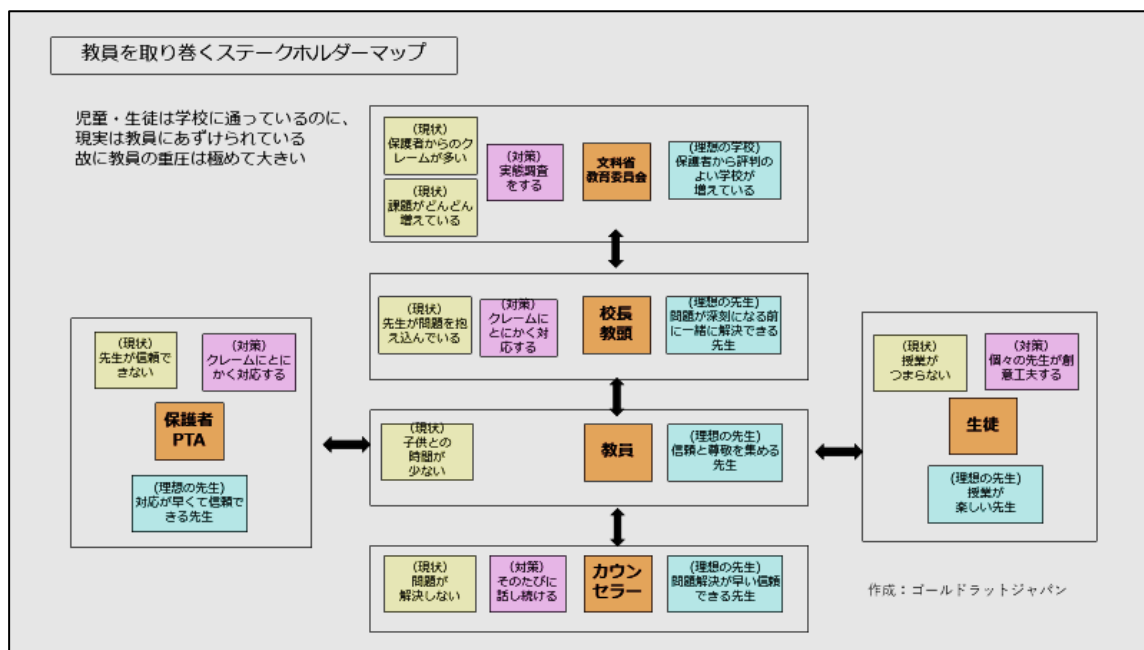 教員を取り巻くステークホルダーマップ
児童・生徒は学校に通っているのに、
現実は教員にあずけられている
故に教員の重圧は極めて大きい
(現状)
保護者からのク
レームが多い
(現状)
課題がどんどん
増えている
(対策)
実態調査
をする
文科省
教育委員会
(理想の学校)
保護者から評判の
よい学校が
増えている
(現状)
先生が問題を抱
え込んでいる
(対策)
クレームに
とにかく対
応する
校長
教頭
(理想の先生)
問題が深刻になる前
に一緒に解決できる
先生
(現状)
先生が信頼で
きない
(対策)
クレームにとに
かく対応する
保護者
PTA
(理想の先生)
対応が早くて信頼で
きる先生
(現状)
子供との
時間が
少ない
教員
(理想の先生)
信頼と尊敬を集める
先生
(現状)
授業が
つまらない
(対策)
個々の先生が創
意工夫する
生徒
(理想の先生)
授業が
楽しい先生
(現状)
問題が
解決しない
(対策)
そのたびに
話し続ける
カウン
セラー
(理想の先生)
問題解決が早い信頼
できる先生
作成：ゴールドラットジャパン